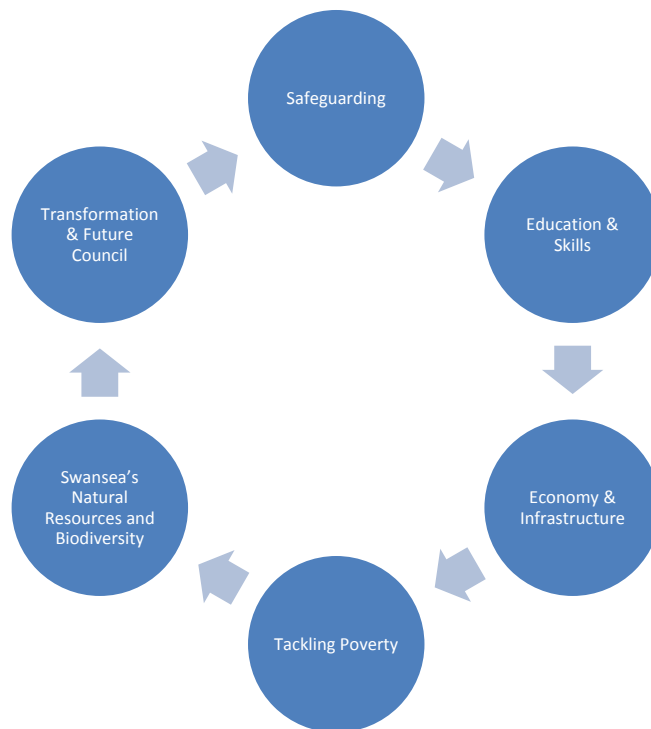 Safeguarding
Education &
Skills
Economy &
Infrastructure
Tackling Poverty
Swansea’s
Natural
Resources and
Biodiversity
Transformation
& Future
Council